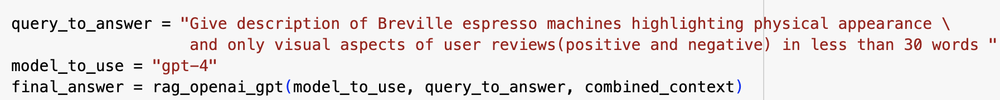 query_to_answer = "Give description of Breville espresso machines highlighting physical appearance \
and only visual aspects of user reviews(positive and negative) in less than 30 words "
model_to_use = "gpt-4"
final_answer = rag_openai_gpt(model_to_use, query_to_answer, combined_context)